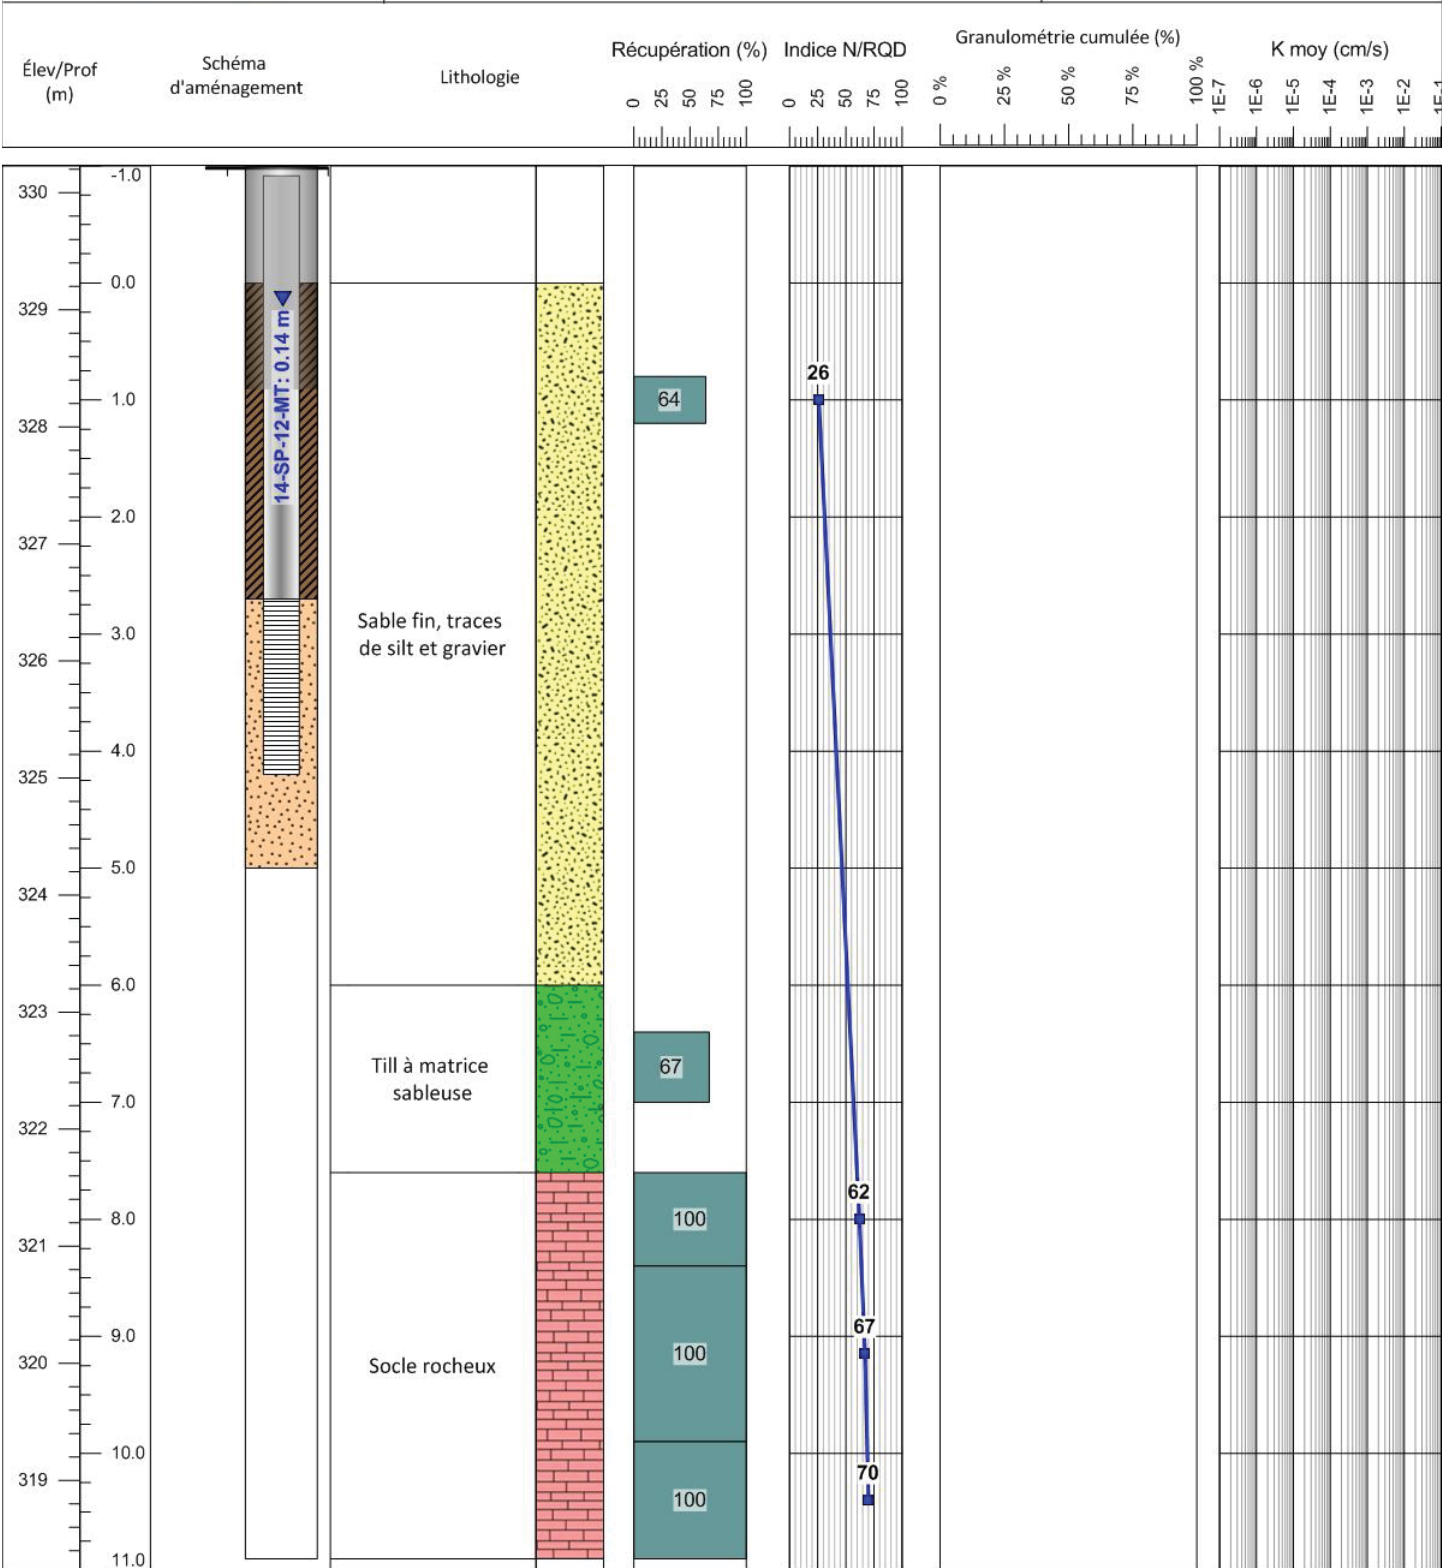 Élev/Prof
(m)
Schéma
d'aménagement
Lithologie
Récupération (%)
0 25 50 75 100
Indice N/RQD
0 25 50 75 100
Granulométrie cumulée (%)
0 % 25 % 50 % 75 % 100 %
K moy (cm/s)
1E-7 1E-6 1E-5 1E-4 1E-3 1E-2 1E-1
-1.0
330
0.0
329
14-SP-12-MT: 0.14 m
26
1.0
64
328
2.0
327
Sable fin, traces
de silt et gravier
3.0
326
4.0
325
5.0
324
6.0
323
Till à matrice
sableuse
67
7.0
322
62
8.0
100
321
67
9.0
100
320
Socle rocheux
10.0
70
319
100
11.0